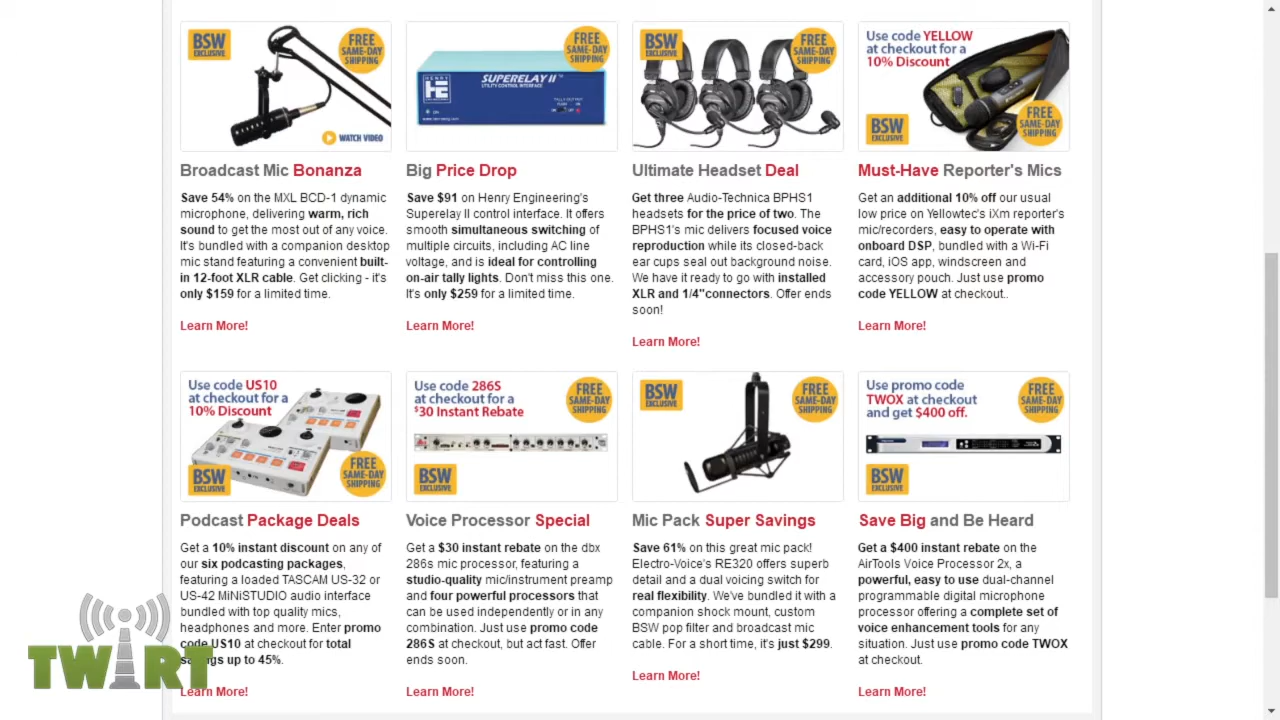 BSW
EXCLUSIVE
FREE
SAME-DAY
SHIPPING
WATCH VIDEO
Broadcast Mic Bonanza
Save 54% on the MXL BCD-1 dynamic
microphone, delivering warm, rich
sound to get the most out of any voice.
It's bundled with a companion desktop
mic stand featuring a convenient built-
in 12-foot XLR cable. Get clicking - it's
only $159 for a limited time.
Learn More!
FREE
SAME-DAY
SHIPPING
HENRY
HE
SUPERELAY II
UTILITY CONTROL INTERFACE
Big Price Drop
Save $91 on Henry Engineering's
Superelay II control interface. It offers
smooth simultaneous switching of
multiple circuits, including AC line
voltage, and is ideal for controlling
on-air tally lights. Don't miss this one.
It's only $259 for a limited time.
Learn More!
BSW
EXCLUSIVE
FREE
SAME-DAY
SHIPPING
Ultimate Headset Deal
Get three Audio-Technica BPHS1
headsets for the price of two. The
BPHS1's mic delivers focused voice
reproduction while its closed-back
ear cups seal out background noise.
We have it ready to go with installed
XLR and 1/4"connectors. Offer ends
soon!
Learn More!
Use code YELLOW
at checkout for a
10% Discount
BSW
EXCLUSIVE
FREE
SAME-DAY
SHIPPING
Must-Have Reporter's Mics
Get an additional 10% off our usual
low price on Yellowtec's iXm reporter's
mic/recorders, easy to operate with
onboard DSP, bundled with a Wi-Fi
card, iOS app, windscreen and
accessory pouch. Just use promo
code YELLOW at checkout..
Learn More!
Use code US10
at checkout for a
10% Discount
BSW
EXCLUSIVE
FREE
SAME-DAY
SHIPPING
Podcast Package Deals
Get a 10% instant discount on any of
our six podcasting packages,
featuring a loaded TASCAM US-32 or
US-42 MiNiSTUDIO audio interface
bundled with top quality mics,
headphones and more. Enter promo
code US10 at checkout for total
savings up to 45%.
Learn More!
Use code 286S
at checkout for a
$30 Instant Rebate
FREE
SAME-DAY
SHIPPING
BSW
EXCLUSIVE
Voice Processor Special
Get a $30 instant rebate on the dbx
286s mic processor, featuring a
studio-quality mic/instrument preamp
and four powerful processors that
can be used independently or in any
combination. Just use promo code
286S at checkout, but act fast. Offer
ends soon.
Learn More!
BSW
EXCLUSIVE
FREE
SAME-DAY
SHIPPING
Mic Pack Super Savings
Save 61% on this great mic pack!
Electro-Voice's RE320 offers superb
detail and a dual voicing switch for
real flexibility. We've bundled it with a
companion shock mount, custom
BSW pop filter and broadcast mic
cable. For a short time, it's just $299.
Learn More!
Use promo code
TWOX at checkout
and get $400 off.
FREE
SAME-DAY
SHIPPING
BSW
EXCLUSIVE
Save Big and Be Heard
Get a $400 instant rebate on the
AirTools Voice Processor 2x, a
powerful, easy to use dual-channel
programmable digital microphone
processor offering a complete set of
voice enhancement tools for any
situation. Just use promo code TWOX
at checkout.
Learn More!
TWiRT